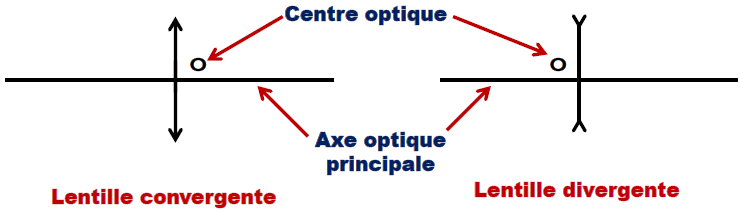 Centre optique
O
O
Axe optique
principale
Lentille convergente
Lentille divergente